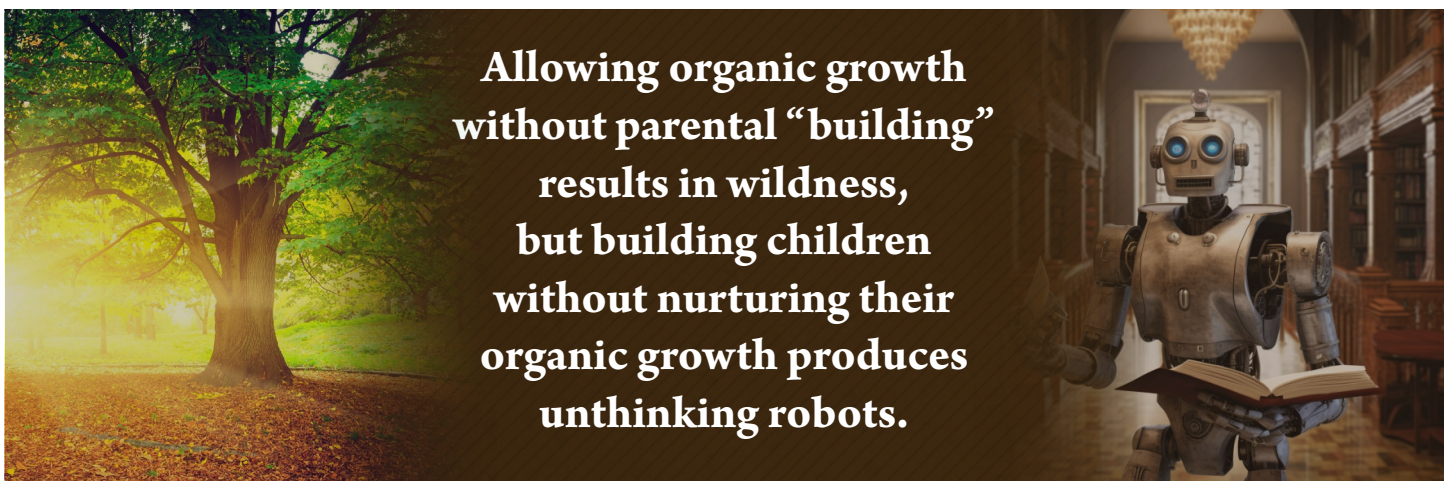 Allowing organic growth
without parental “building”
results in wildness,
but building children
without nurturing their
organic growth produces
unthinking robots.